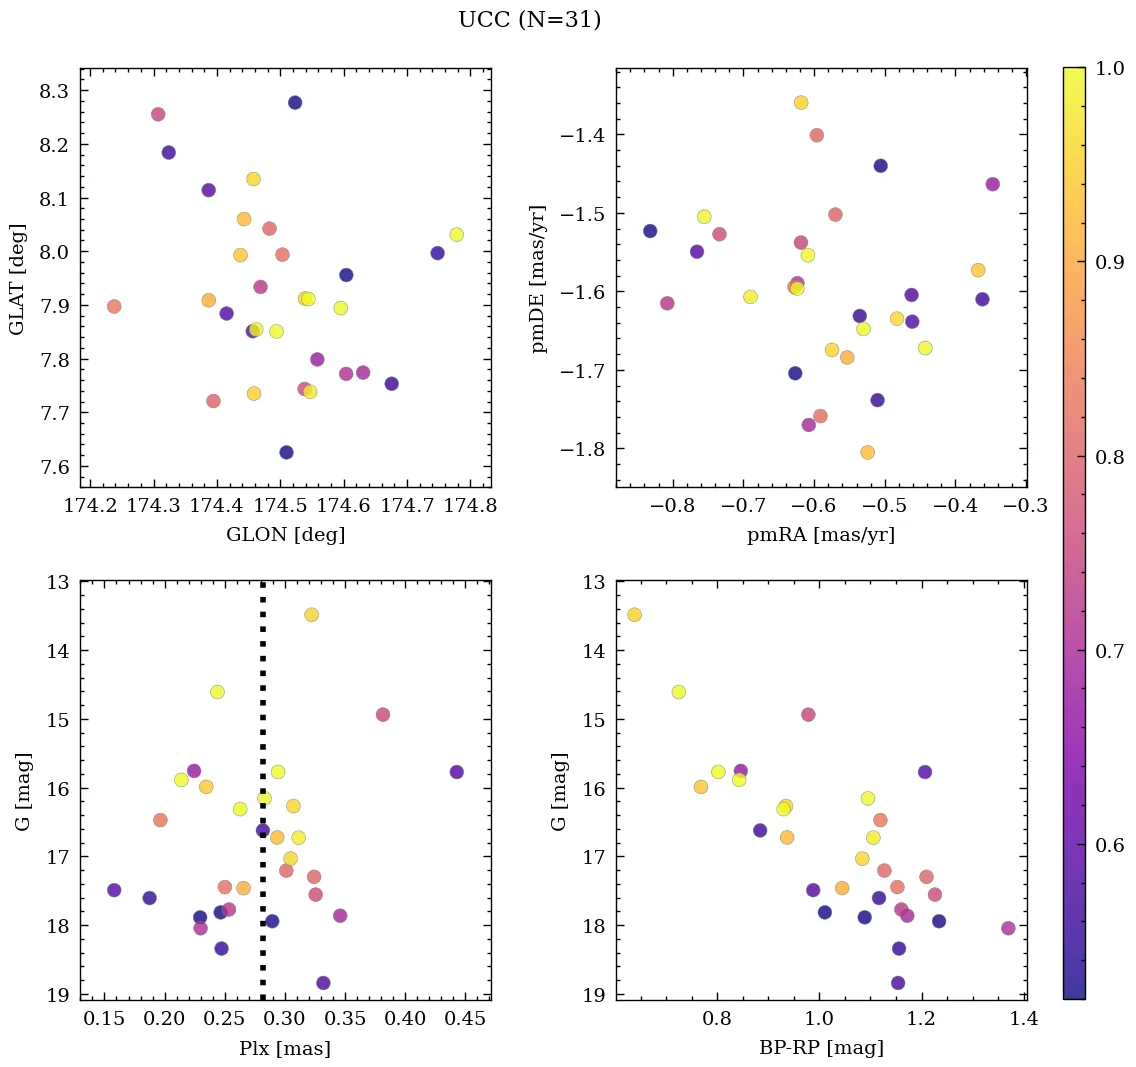 UCC (N=31)
8.3
8.2
8.1
8.0
7.9
7.8
7.7
7.6
GLAT [deg]
174.2 174.3 174.4 174.5 174.6 174.7 174.8
GLON [deg]
−1.4
−1.5
−1.6
−1.7
−1.8
pmDE [mas/yr]
−0.8 −0.7 −0.6 −0.5 −0.4 −0.3
pmRA [mas/yr]
1.0
0.9
0.8
0.7
0.6
13
14
15
16
17
18
19
G [mag]
0.15 0.20 0.25 0.30 0.35 0.40 0.45
Plx [mas]
13
14
15
16
17
18
19
G [mag]
0.8 1.0 1.2 1.4
BP-RP [mag]